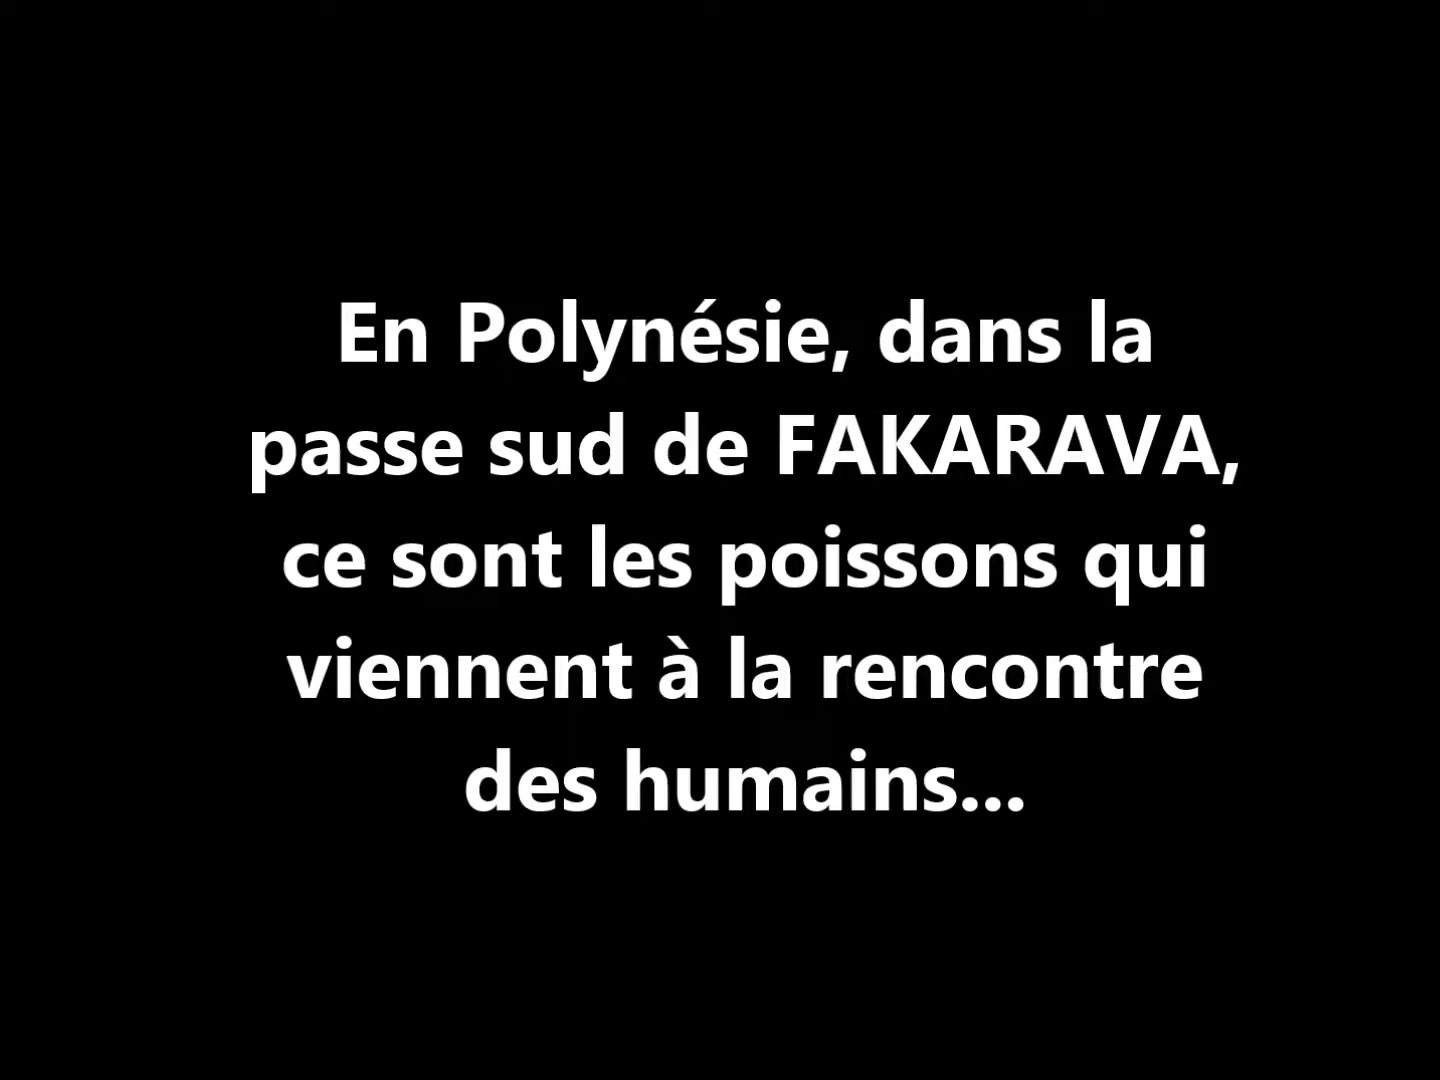 En Polynésie, dans la
passe sud de FAKARAVA,
ce sont les poissons qui
viennent à la rencontre
des humains...